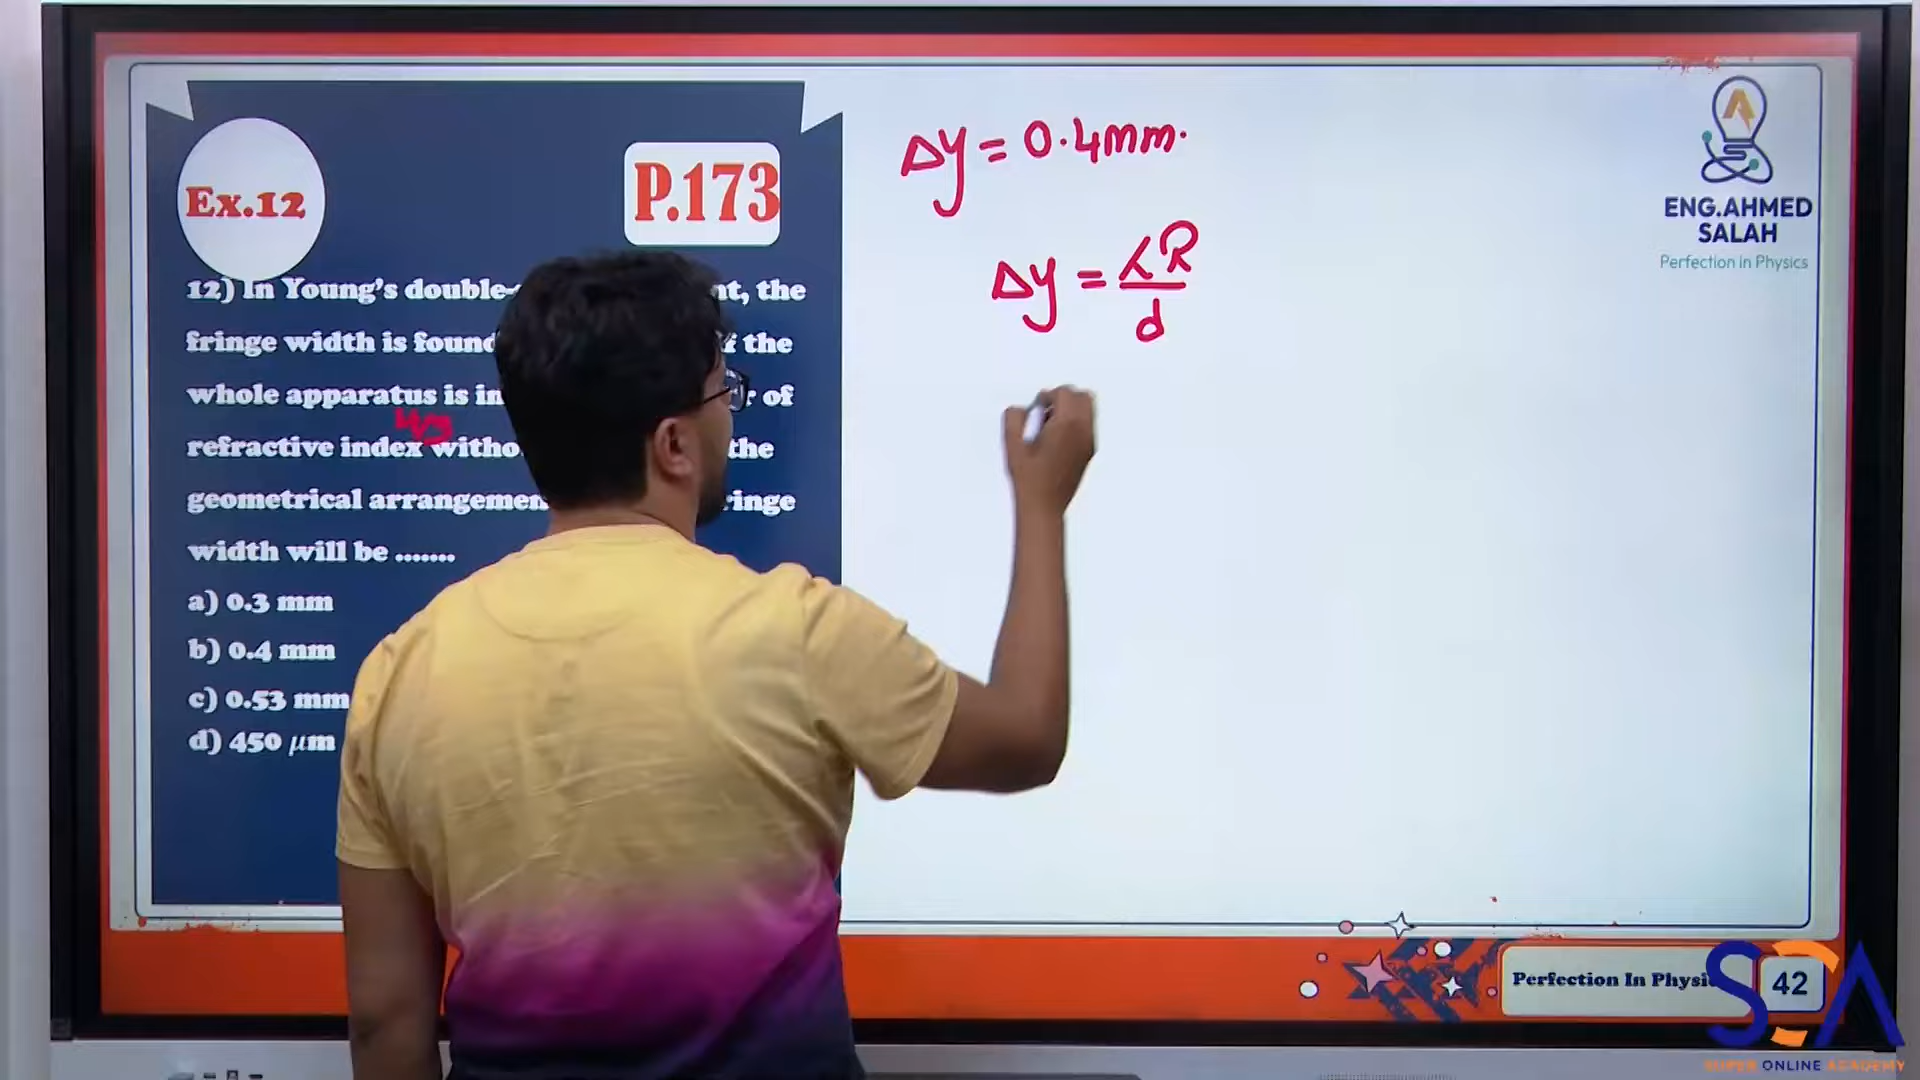 Ex.12
P.173
12) In Young's double- nt, the
fringe width is found the
whole apparatus is in of
4/3
refractive index witho the
geometrical arrangemen ringe
width will be .......
a) 0.3 mm
b) 0.4 mm
c) 0.53 mm
d) 450 μm
Δy = 0.4mm.
Δy = λR
d
ENG.AHMED
SALAH
Perfection in Physics
Perfection In Physi
42
SOA
SUPER ONLINE ACADEMY